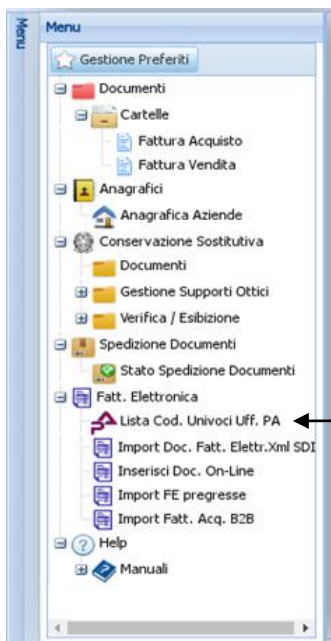 Menu
Menu
Gestione Preferiti
Documenti
Cartelle
Fattura Acquisto
Fattura Vendita
Anagrafici
Anagrafica Aziende
Conservazione Sostitutiva
Documenti
Gestione Supporti Ottici
Verifica / Esibizione
Spedizione Documenti
Stato Spedizione Documenti
Fatt. Elettronica
Lista Cod. Univoci Uff. PA
Import Doc. Fatt. Elettr.Xml SDI
Inserisci Doc. On-Line
Import FE pregresse
Import Fatt. Acq. B2B
Help
Manuali